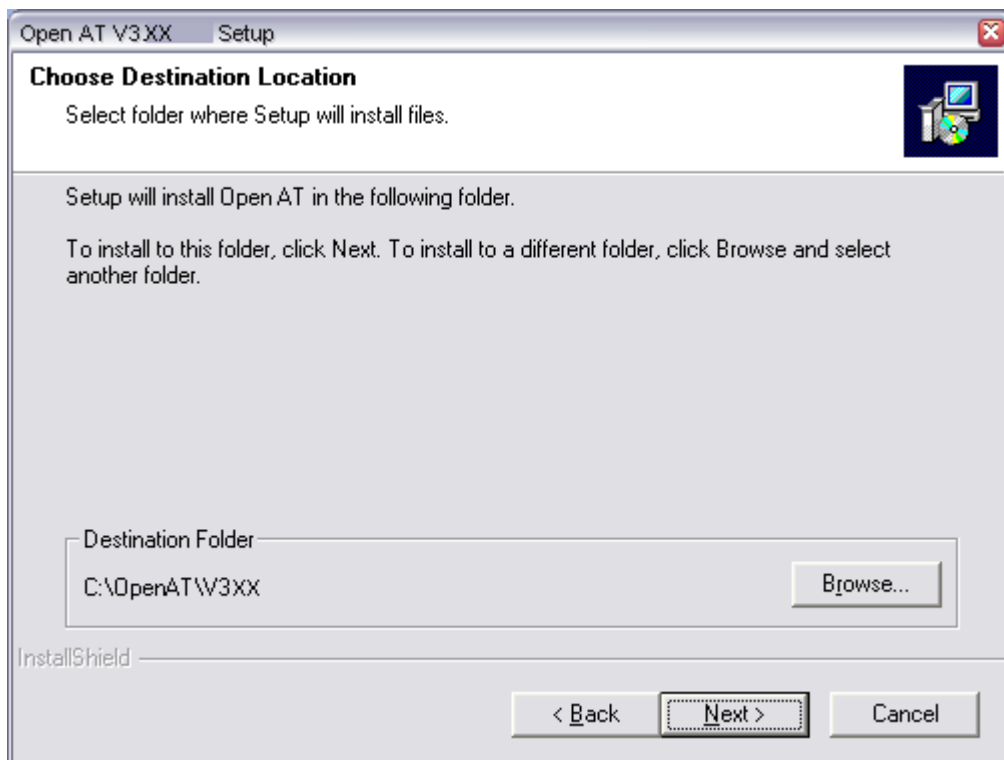 Open AT V3XX Setup
Choose Destination Location
Select folder where Setup will install files.
Setup will install Open AT in the following folder.
To install to this folder, click Next. To install to a different folder, click Browse and select
another folder.
Destination Folder
C:\OpenAT\V3XX
Browse...
InstallShield
< Back
Next >
Cancel